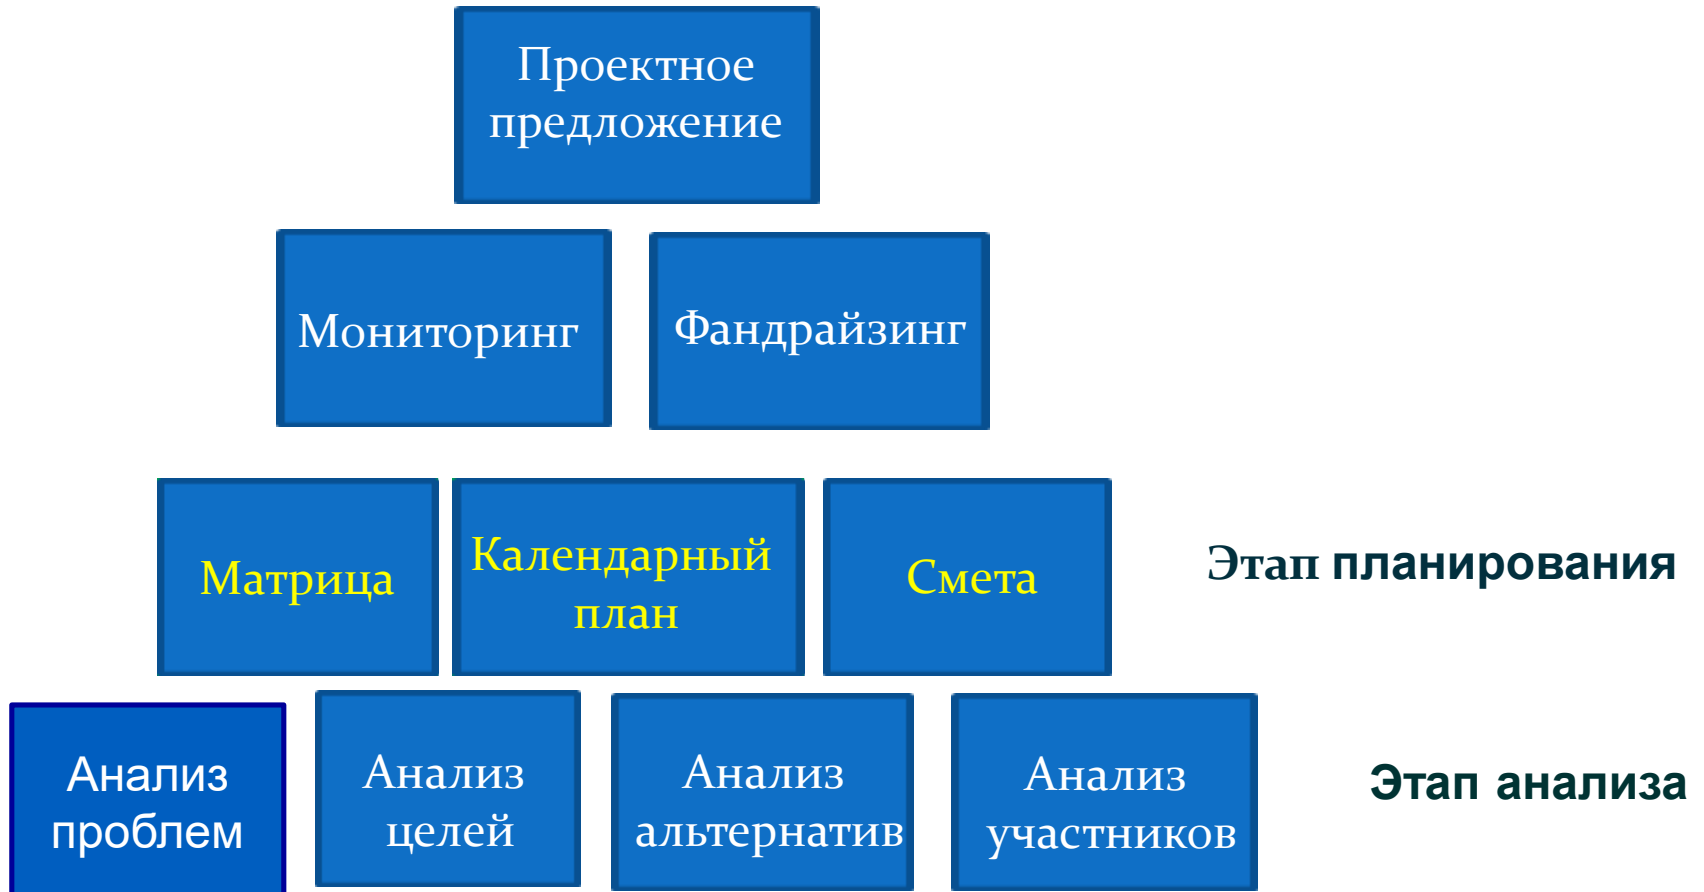 Проектное
предложение
Мониторинг
Фандрайзинг
Матрица
Календарный
план
Смета
Этап планирования
Анализ
проблем
Анализ
целей
Анализ
альтернатив
Анализ
участников
Этап анализа